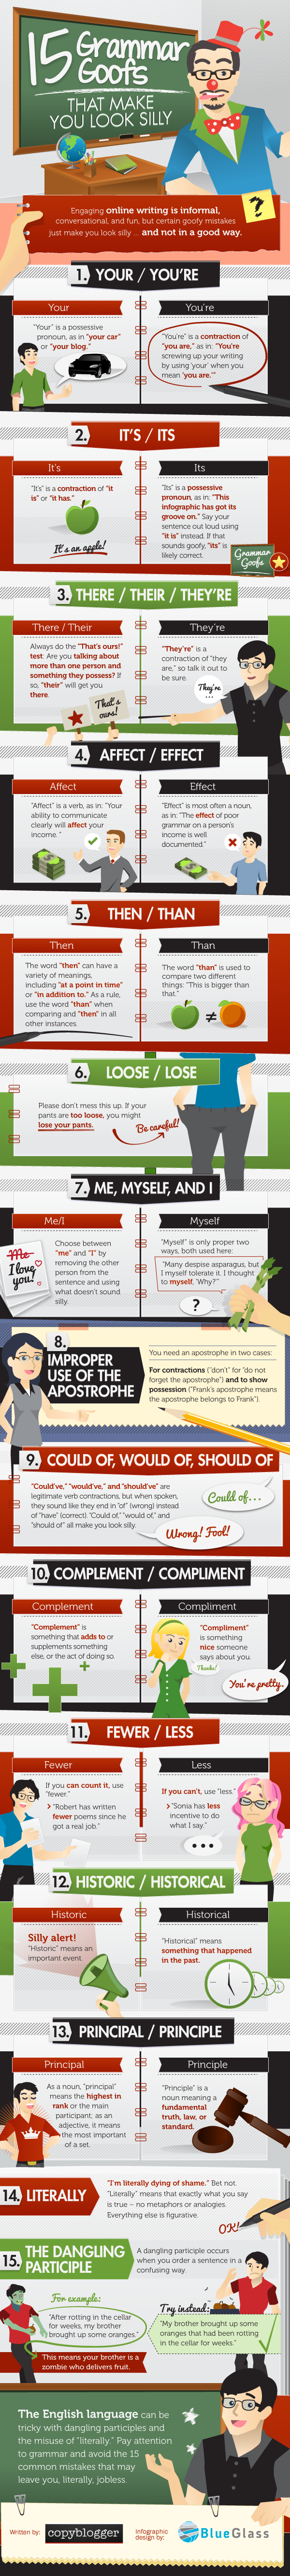 15 Grammar
Goofs
THAT MAKE
YOU LOOK SILLY
?
Engaging online writing is informal,
conversational, and fun, but certain goofy mistakes
just make you look silly ... and not in a good way.
1. YOUR / YOU'RE
Your
"Your" is a possessive
pronoun, as in "your car"
or "your blog."
You're
"You're" is a contraction of
"you are," as in: "You're
screwing up your writing
by using 'your' when you
mean 'you are.'"
2. IT'S / ITS
It's
"It's" is a contraction of "it
is" or "it has."
It's an apple!
Its
"Its" is a possessive
pronoun, as in: "This
infographic has got its
groove on." Say your
sentence out loud using
"it is" instead. If that
sounds goofy, "its" is
likely correct.
Grammar
Goofs
3. THERE / THEIR / THEY'RE
There / Their
Always do the "That's ours!"
test: Are you talking about
more than one person and
something they possess? If
so, "their" will get you
there.
That's
ours!
They're
"They're" is a
contraction of "they
are," so talk it out to
be sure.
They're
...
4. AFFECT / EFFECT
Affect
"Affect" is a verb, as in: "Your
ability to communicate
clearly will affect your
income."
Effect
"Effect" is most often a noun,
as in: "The effect of poor
grammar on a person's
income is well
documented."
5. THEN / THAN
Then
The word "then" can have a
variety of meanings,
including "at a point in time"
or "in addition to." As a rule,
use the word "than" when
comparing and "then" in all
other instances.
Than
The word "than" is used to
compare two different
things: "This is bigger than
that."
≠
6. LOOSE / LOSE
Please don't mess this up. If your
pants are too loose, you might
lose your pants.
Be careful!
7. ME, MYSELF, AND I
Me/I
Me
I love
you!
Choose between
"me" and "I" by
removing the other
person from the
sentence and using
what doesn't sound
silly.
Myself
"Myself" is only proper two
ways, both used here:
"Many despise asparagus, but
I myself tolerate it. I thought
to myself, 'Why?'"
?
8.
IMPROPER
USE OF THE
APOSTROPHE
You need an apostrophe in two cases:
For contractions ("don't" for "do not
forget the apostrophe") and to show
possession ("Frank's apostrophe means
the apostrophe belongs to Frank").
9. COULD OF, WOULD OF, SHOULD OF
"Could've," "would've," and "should've" are
legitimate verb contractions, but when spoken,
they sound like they end in "of" (wrong) instead
of "have" (correct). "Could of," "would of," and
"should of" all make you look silly.
Could of...
Wrong! Fool!
10. COMPLEMENT / COMPLIMENT
Complement
"Complement" is
something that adds to or
supplements something
else, or the act of doing so.
Compliment
"Compliment"
is something
nice someone
says about you.
Thanks!
You're pretty.
11. FEWER / LESS
Fewer
If you can count it, use
"fewer."
"Robert has written
fewer poems since he
got a real job."
Less
If you can't, use "less."
"Sonia has less
incentive to do
what I say."
12. HISTORIC / HISTORICAL
Historic
Silly alert!
"Historic" means an
important event.
Historical
"Historical" means
something that happened
in the past.
13. PRINCIPAL / PRINCIPLE
Principal
As a noun, "principal"
means the highest in
rank or the main
participant; as an
adjective, it means
the most important
of a set.
Principle
"Principle" is a
noun meaning a
fundamental
truth, law, or
standard.
14. LITERALLY
"I'm literally dying of shame." Bet not.
"Literally" means that exactly what you say
is true – no metaphors or analogies.
Everything else is figurative.
OK!
15. THE DANGLING
PARTICIPLE
A dangling participle occurs
when you order a sentence in a
confusing way.
For example:
"After rotting in the cellar
for weeks, my brother
brought up some oranges."
This means your brother is a
zombie who delivers fruit.
Try instead:
"My brother brought up some
oranges that had been rotting
in the cellar for weeks."
The English language can be
tricky with dangling participles and
the misuse of "literally." Pay attention
to grammar and avoid the 15
common mistakes that may
leave you, literally, jobless.
Written by: copyblogger
Infographic
design by: BlueGlass